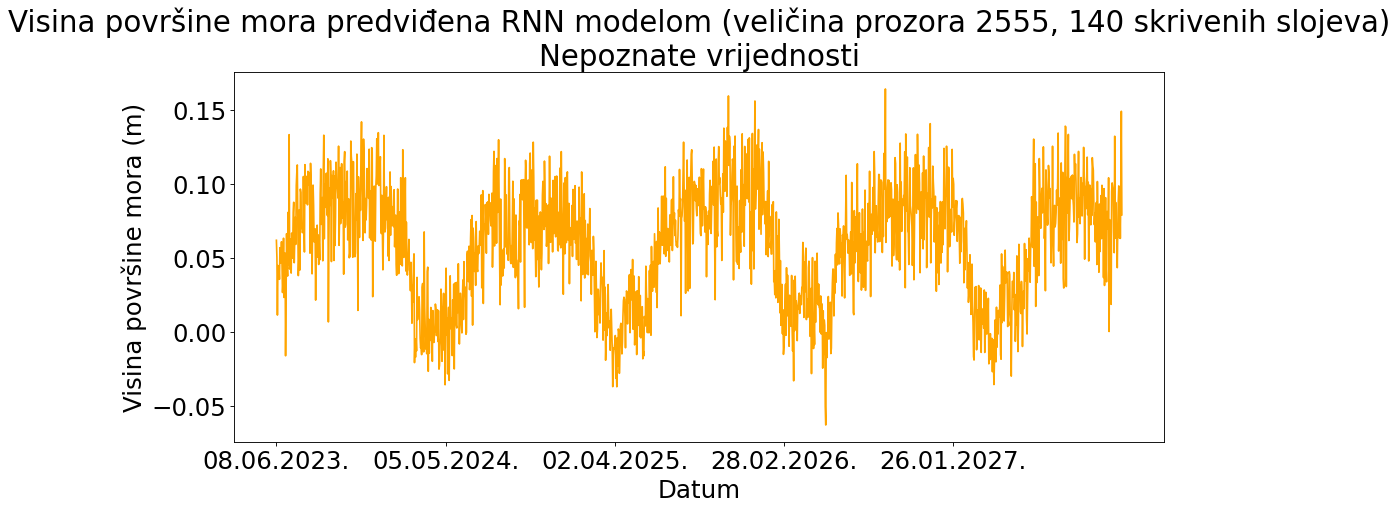 Visina površine mora predviđena RNN modelom (veličina prozora 2555, 140 skrivenih slojeva)
Nepoznate vrijednosti
Visina površine mora (m)
0.15
0.10
0.05
0.00
−0.05
08.06.2023. 05.05.2024. 02.04.2025. 28.02.2026. 26.01.2027.
Datum